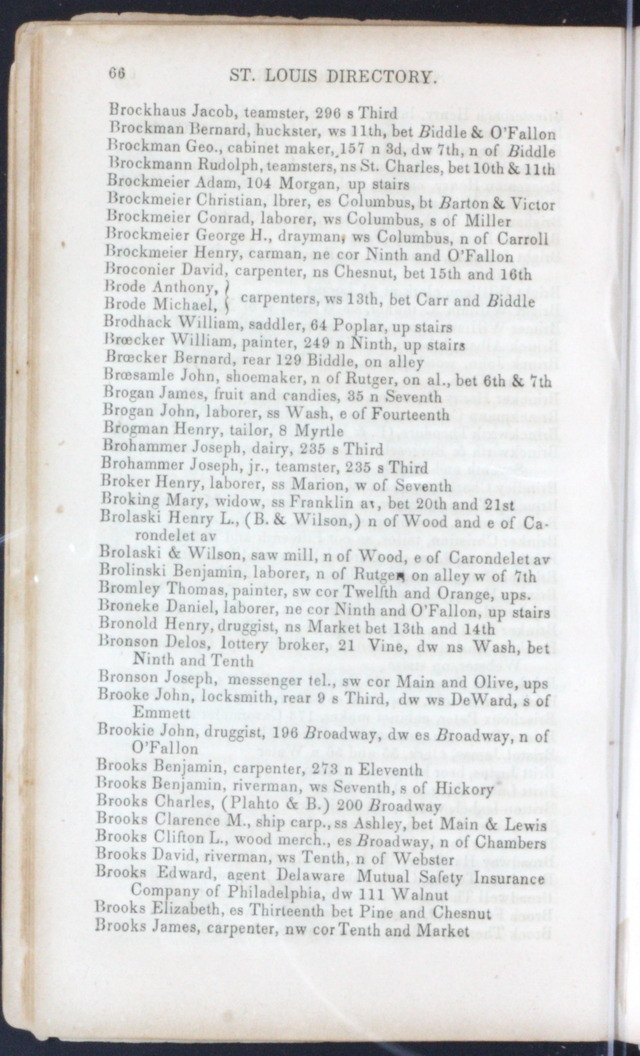 66 ST. LOUIS DIRECTORY.
Brockhaus Jacob, teamster, 296 s Third
Brockman Bernard, huckster, ws 11th, bet Biddle & O'Fallon
Brockman Geo., cabinet maker, 157 n 3d, dw 7th, n of Biddle
Brockmann Rudolph, teamsters, ns St. Charles, bet 10th & 11th
Brockmeier Adam, 104 Morgan, up stairs
Brockmeier Christian, lbrer, es Columbus, bt Barton & Victor
Brockmeier Conrad, laborer, ws Columbus, s of Miller
Brockmeier George H., drayman, ws Columbus, n of Carroll
Brockmeier Henry, carman, ne cor Ninth and O'Fallon
Broconier David, carpenter, ns Chesnut, bet 15th and 16th
Brode Anthony, }
Brode Michael, } carpenters, ws 13th, bet Carr and Biddle
Brodhack William, saddler, 64 Poplar, up stairs
Brœcker William, painter, 249 n Ninth, up stairs
Brœcker Bernard, rear 129 Biddle, on alley
Brœsamle John, shoemaker, n of Rutger, on al., bet 6th & 7th
Brogan James, fruit and candies, 35 n Seventh
Brogan John, laborer, ss Wash, e of Fourteenth
Brogman Henry, tailor, 8 Myrtle
Brohammer Joseph, dairy, 235 s Third
Brohammer Joseph, jr., teamster, 235 s Third
Broker Henry, laborer, ss Marion, w of Seventh
Broking Mary, widow, ss Franklin av, bet 20th and 21st
Brolaski Henry L., (B. & Wilson,) n of Wood and e of Ca-
rondelet av
Brolaski & Wilson, saw mill, n of Wood, e of Carondelet av
Brolinski Benjamin, laborer, n of Rutger, on alley w of 7th
Bromley Thomas, painter, sw cor Twelfth and Orange, ups.
Broneke Daniel, laborer, ne cor Ninth and O'Fallon, up stairs
Bronold Henry, druggist, ns Market bet 13th and 14th
Bronson Delos, lottery broker, 21 Vine, dw ns Wash, bet
Ninth and Tenth
Bronson Joseph, messenger tel., sw cor Main and Olive, ups
Brooke John, locksmith, rear 9 s Third, dw ws DeWard, s of
Emmett
Brookie John, druggist, 196 Broadway, dw es Broadway, n of
O'Fallon
Brooks Benjamin, carpenter, 273 n Eleventh
Brooks Benjamin, riverman, ws Seventh, s of Hickory
Brooks Charles, (Plahto & B.) 200 Broadway
Brooks Clarence M., ship carp., ss Ashley, bet Main & Lewis
Brooks Clifton L., wood merch., es Broadway, n of Chambers
Brooks David, riverman, ws Tenth, n of Webster
Brooks Edward, agent Delaware Mutual Safety Insurance
Company of Philadelphia, dw 111 Walnut
Brooks Elizabeth, es Thirteenth bet Pine and Chesnut
Brooks James, carpenter, nw cor Tenth and Market